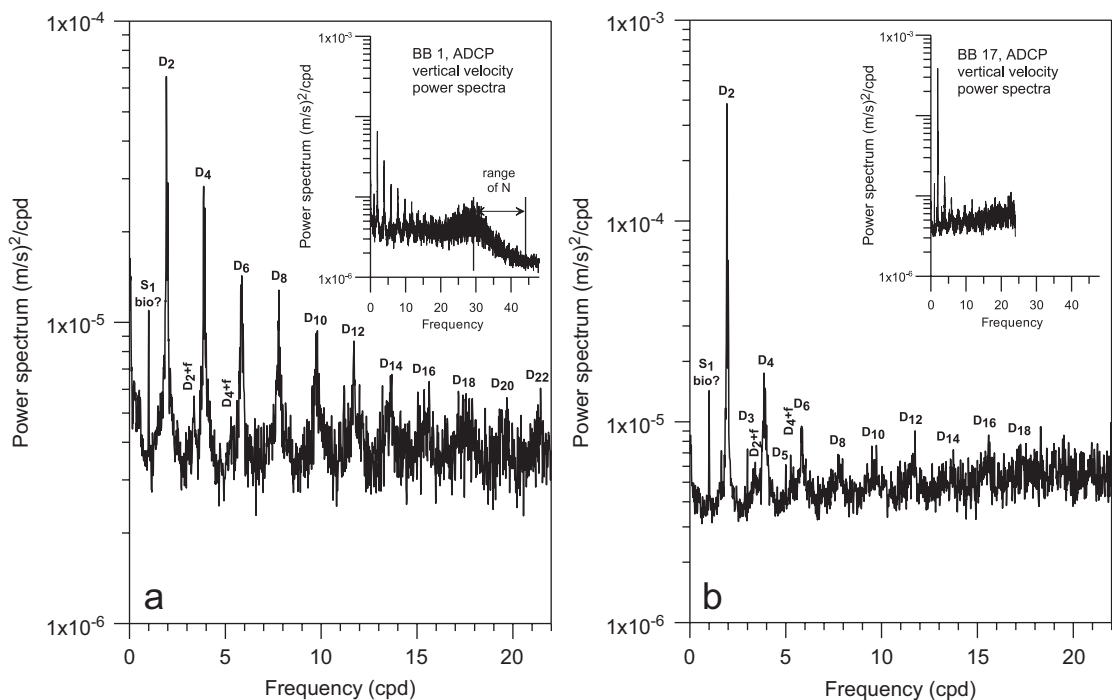 1x10-4
1x10-5
1x10-6
Power spectrum (m/s)2/cpd
D2
D4
D6
D8
D10
D12
D14
D16
D18
D20
D22
S1
bio?
D2+f
D4+f
a
0
5
10
15
20
Frequency (cpd)
1x10-3
1x10-6
Power spectrum (m/s)2/cpd
BB 1, ADCP
vertical velocity
power spectra
range
of N
0
10
20
30
40
Frequency
1x10-3
1x10-4
1x10-5
1x10-6
Power spectrum (m/s)2/cpd
D2
D4
S1
bio?
D3
D2+f
D5
D4+f
D6
D8
D10
D12
D14
D16
D18
b
0
5
10
15
20
Frequency (cpd)
1x10-3
1x10-6
Power spectrum (m/s)2/cpd
BB 17, ADCP
vertical velocity
power spectra
0
10
20
30
40
Frequency